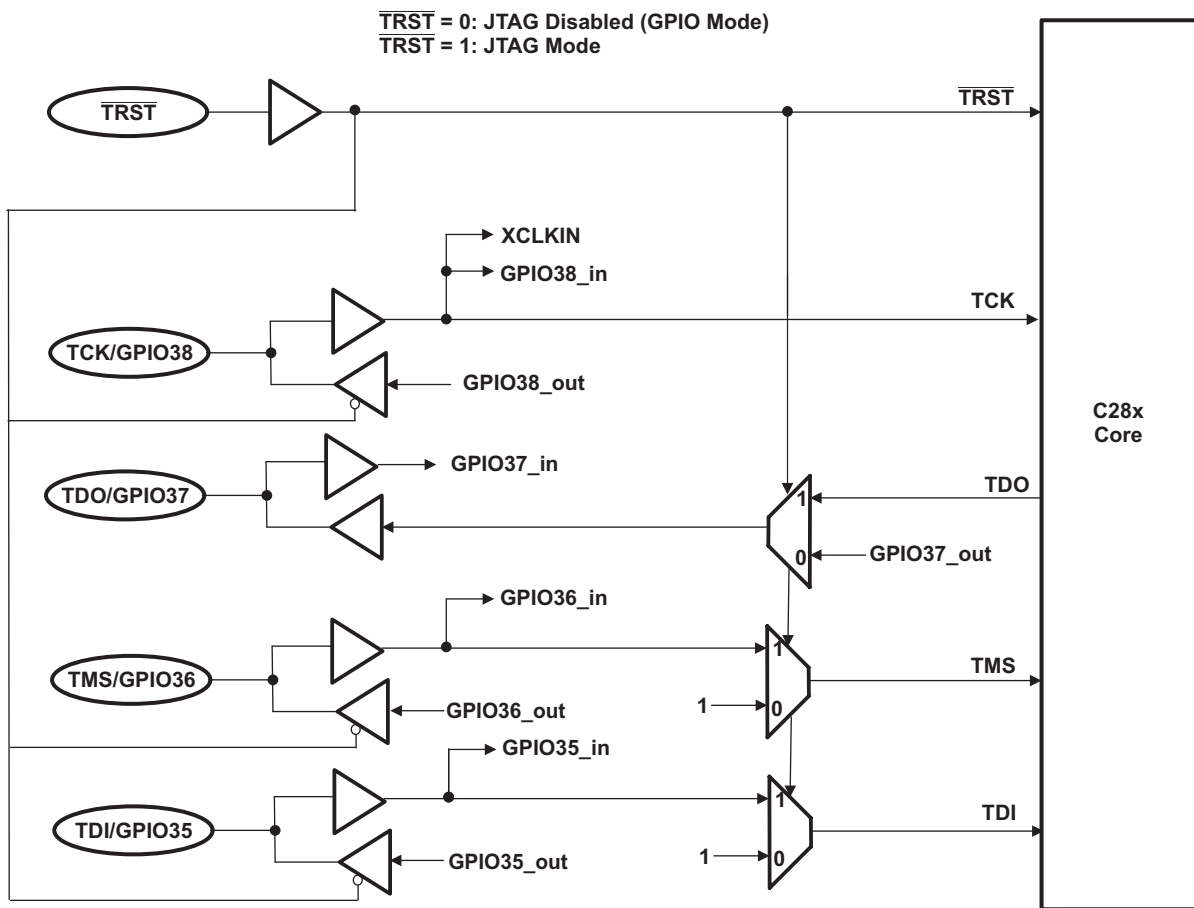 TRST = 0: JTAG Disabled (GPIO Mode)
TRST = 1: JTAG Mode
TRST
TRST
XCLKIN
GPIO38_in
TCK
TCK/GPIO38
GPIO38_out
C28x
Core
GPIO37_in
TDO/GPIO37
1
TDO
0
GPIO37_out
GPIO36_in
1
TMS/GPIO36
TMS
GPIO36_out
1
0
GPIO35_in
1
TDI/GPIO35
TDI
GPIO35_out
1
0